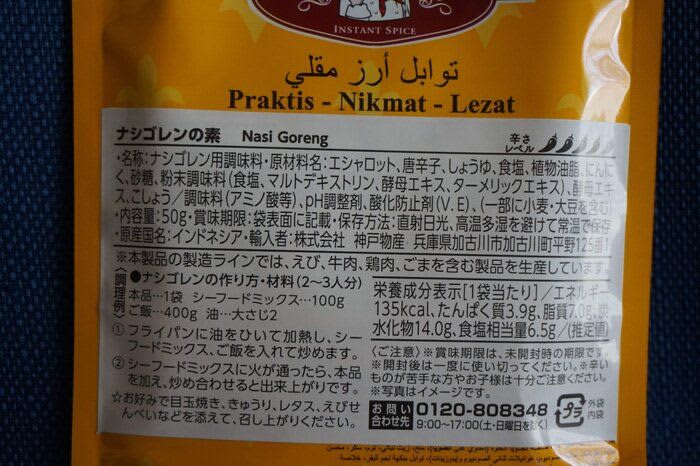 INSTANT SPICE
توابل أرز مقلي
Praktis - Nikmat - Lezat
ナシゴレンの素 Nasi Goreng 辛さレベル
・名称:ナシゴレン用調味料・原材料名:エシャロット、唐辛子、しょうゆ、食塩、植物油脂、にんに
く、砂糖、粉末調味料(食塩、マルトデキストリン、酵母エキス、ターメリックエキス)、酵母エキ
ス、こしょう/調味料(アミノ酸等)、pH調整剤、酸化防止剤(V.E)、(一部に小麦・大豆を含む)
・内容量:50g・賞味期限:袋表面に記載・保存方法:直射日光、高温多湿を避けて常温で保存
・原産国名:インドネシア・輸入者:株式会社 神戸物産 兵庫県加古川市加古川町平野125番1
※本製品の製造ラインでは、えび、牛肉、鶏肉、ごまを含む製品を生産しています。
〈調理例〉
●ナシゴレンの作り方・材料(2〜3人分)
本品…1袋 シーフードミックス…100g
ご飯…400g 油…大さじ2
① フライパンに油をひいて加熱し、シー
フードミックス、ご飯を入れて炒めます。
② シーフードミックスに火が通ったら、本品
を加え、炒め合わせると出来上がりです。
☆お好みで目玉焼き、きゅうり、レタス、えびせ
んべいなどを添えて、召し上がりください。
栄養成分表示[1袋当たり]/エネルギー
135kcal、たんぱく質3.9g、脂質7.0g、炭
水化物14.0g、食塩相当量6.5g/(推定値)
〈ご注意〉※賞味期限は、未開封時の期限です。
※開封後は一度に使い切ってください。※辛い
ものが苦手な方やお子様は十分ご注意ください。
※写真はイメージです。
お問い合わせ先 0120-808348
9:00〜17:00(土・日曜日を除く)
プラ 外袋 内袋